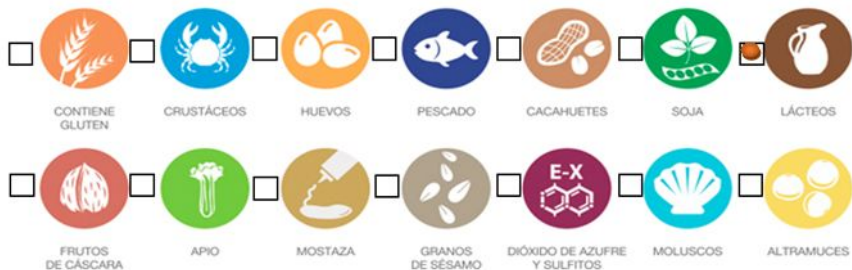 CONTIENE
GLUTEN
CRUSTÁCEOS
HUEVOS
PESCADO
CACAHUETES
SOJA
LÁCTEOS
E-X
FRUTOS
DE CÁSCARA
APIO
MOSTAZA
GRANOS
DE SÉSAMO
DIÓXIDO DE AZUFRE
Y SULFITOS
MOLUSCOS
ALTRAMUCES